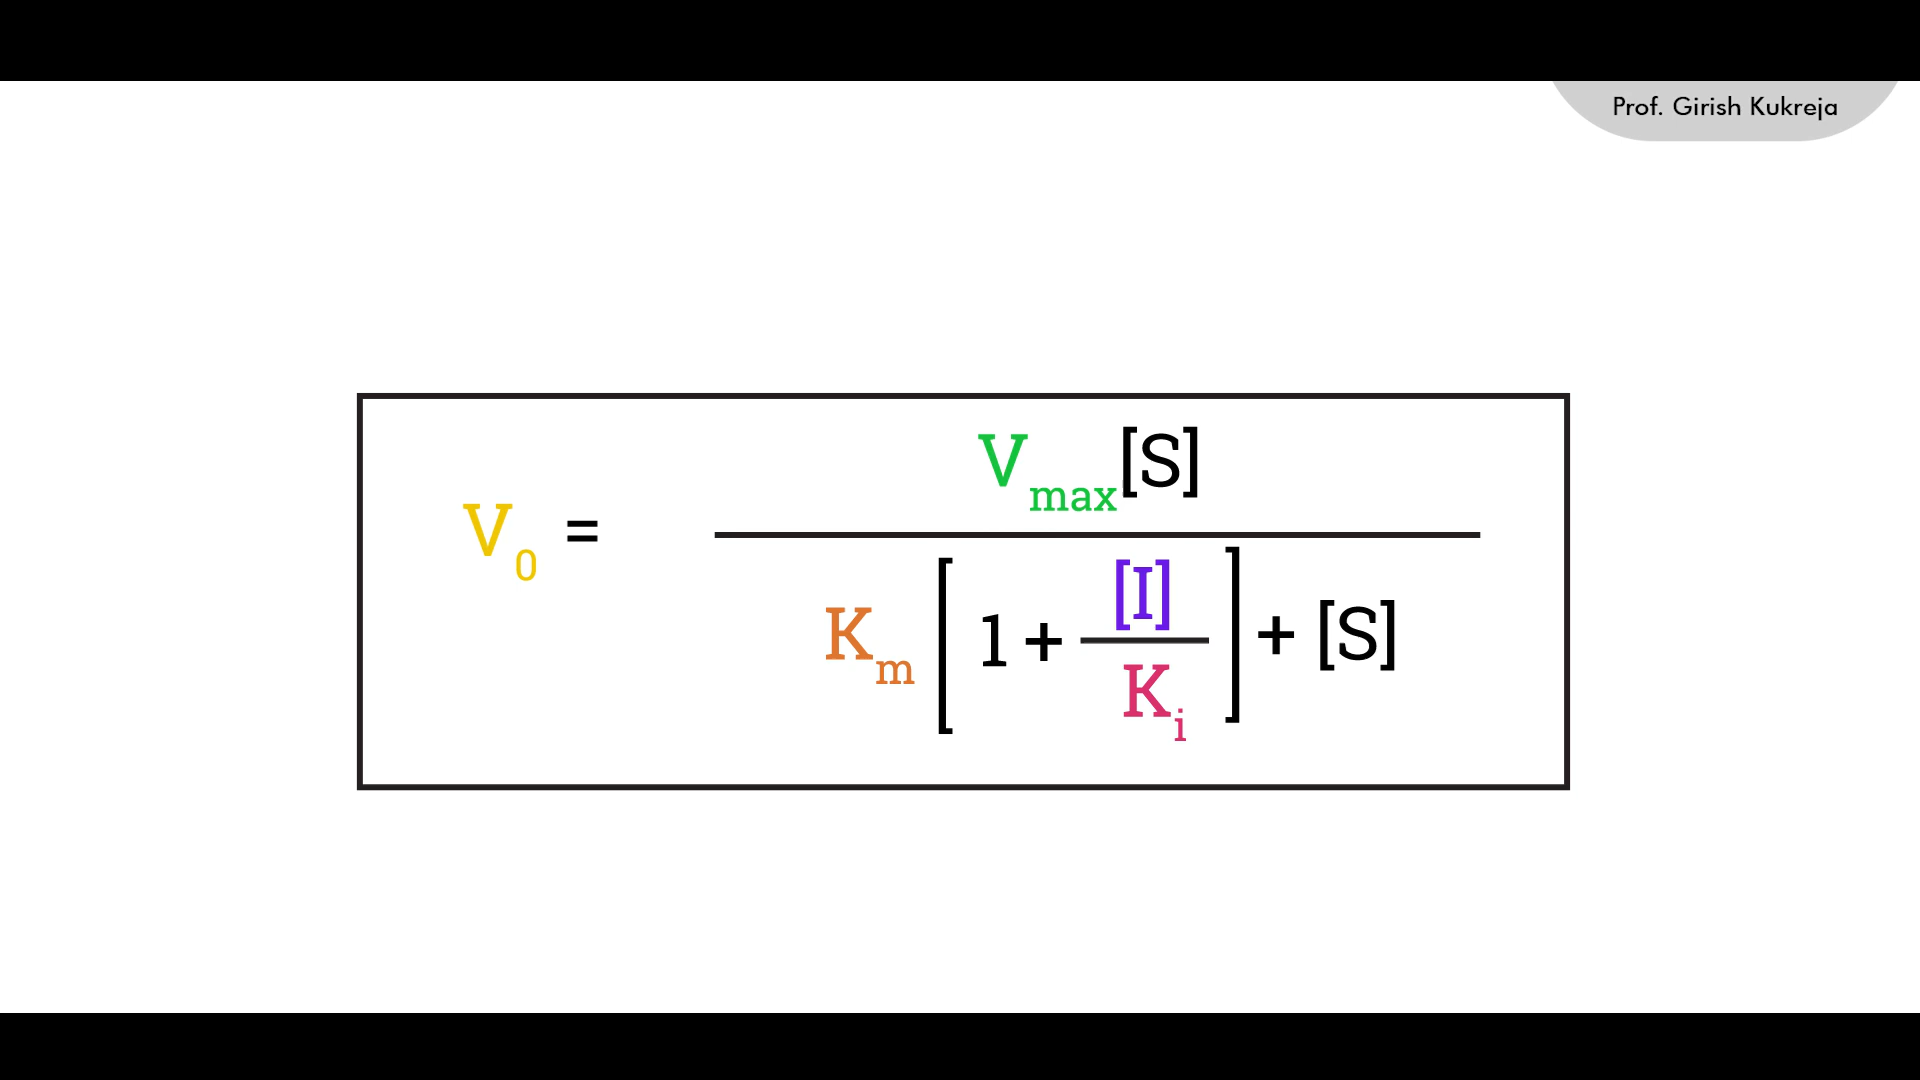 Prof. Girish Kukreja
V₀ = Vmax[S]
Km [ 1 + [I] / Ki ] + [S]